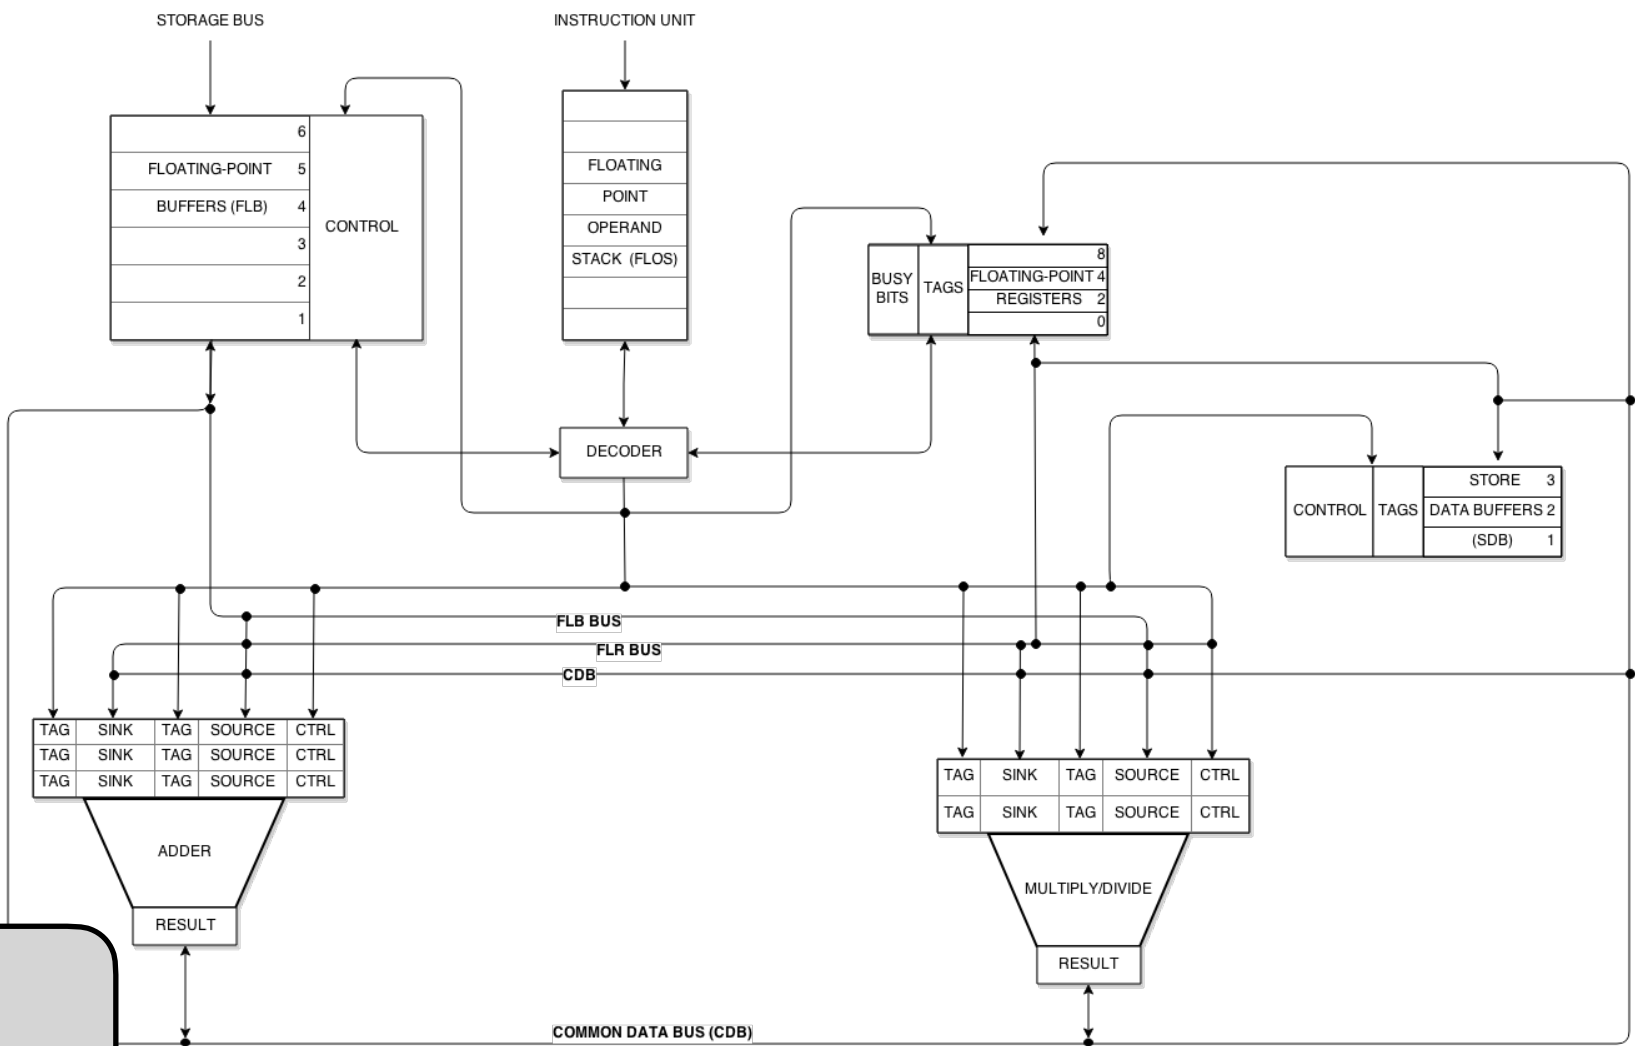 STORAGE BUS
INSTRUCTION UNIT
6
FLOATING-POINT 5
BUFFERS (FLB) 4
3
2
1
CONTROL
FLOATING
POINT
OPERAND
STACK (FLOS)
BUSY
BITS
TAGS
8
FLOATING-POINT 4
REGISTERS 2
0
DECODER
CONTROL
TAGS
STORE 3
DATA BUFFERS 2
(SDB) 1
FLB BUS
FLR BUS
CDB
TAG SINK TAG SOURCE CTRL
TAG SINK TAG SOURCE CTRL
TAG SINK TAG SOURCE CTRL
ADDER
RESULT
TAG SINK TAG SOURCE CTRL
TAG SINK TAG SOURCE CTRL
MULTIPLY/DIVIDE
RESULT
COMMON DATA BUS (CDB)